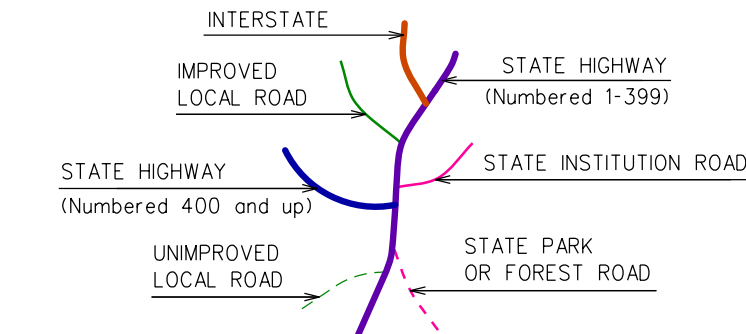 INTERSTATE
IMPROVED
LOCAL ROAD
STATE HIGHWAY
(Numbered 1-399)
STATE HIGHWAY
(Numbered 400 and up)
STATE INSTITUTION ROAD
UNIMPROVED
LOCAL ROAD
STATE PARK
OR FOREST ROAD